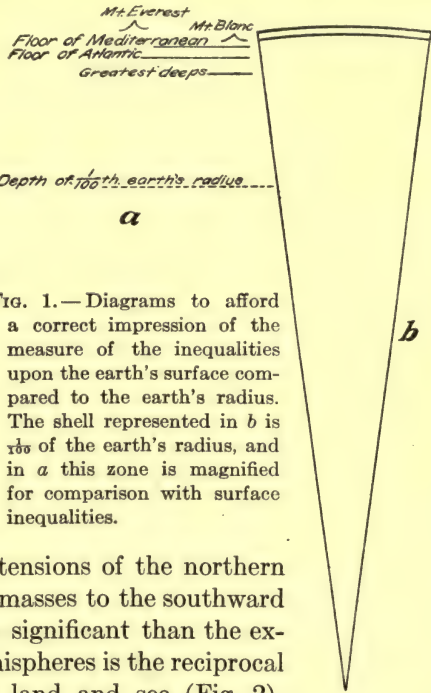 Mt. Everest
Mt. Blanc
Floor of Mediterranean
Floor of Atlantic
Greatest deeps
Depth of 1/100th. earth's radius
a
b
FIG. 1.—Diagrams to afford
a correct impression of the
measure of the inequalities
upon the earth's surface com-
pared to the earth's radius.
The shell represented in b is
1/100 of the earth's radius, and
in a this zone is magnified
for comparison with surface
inequalities.
tensions of the northern
masses to the southward
significant than the ex-
ispheres is the reciprocal
land and sea (Fig. 2)